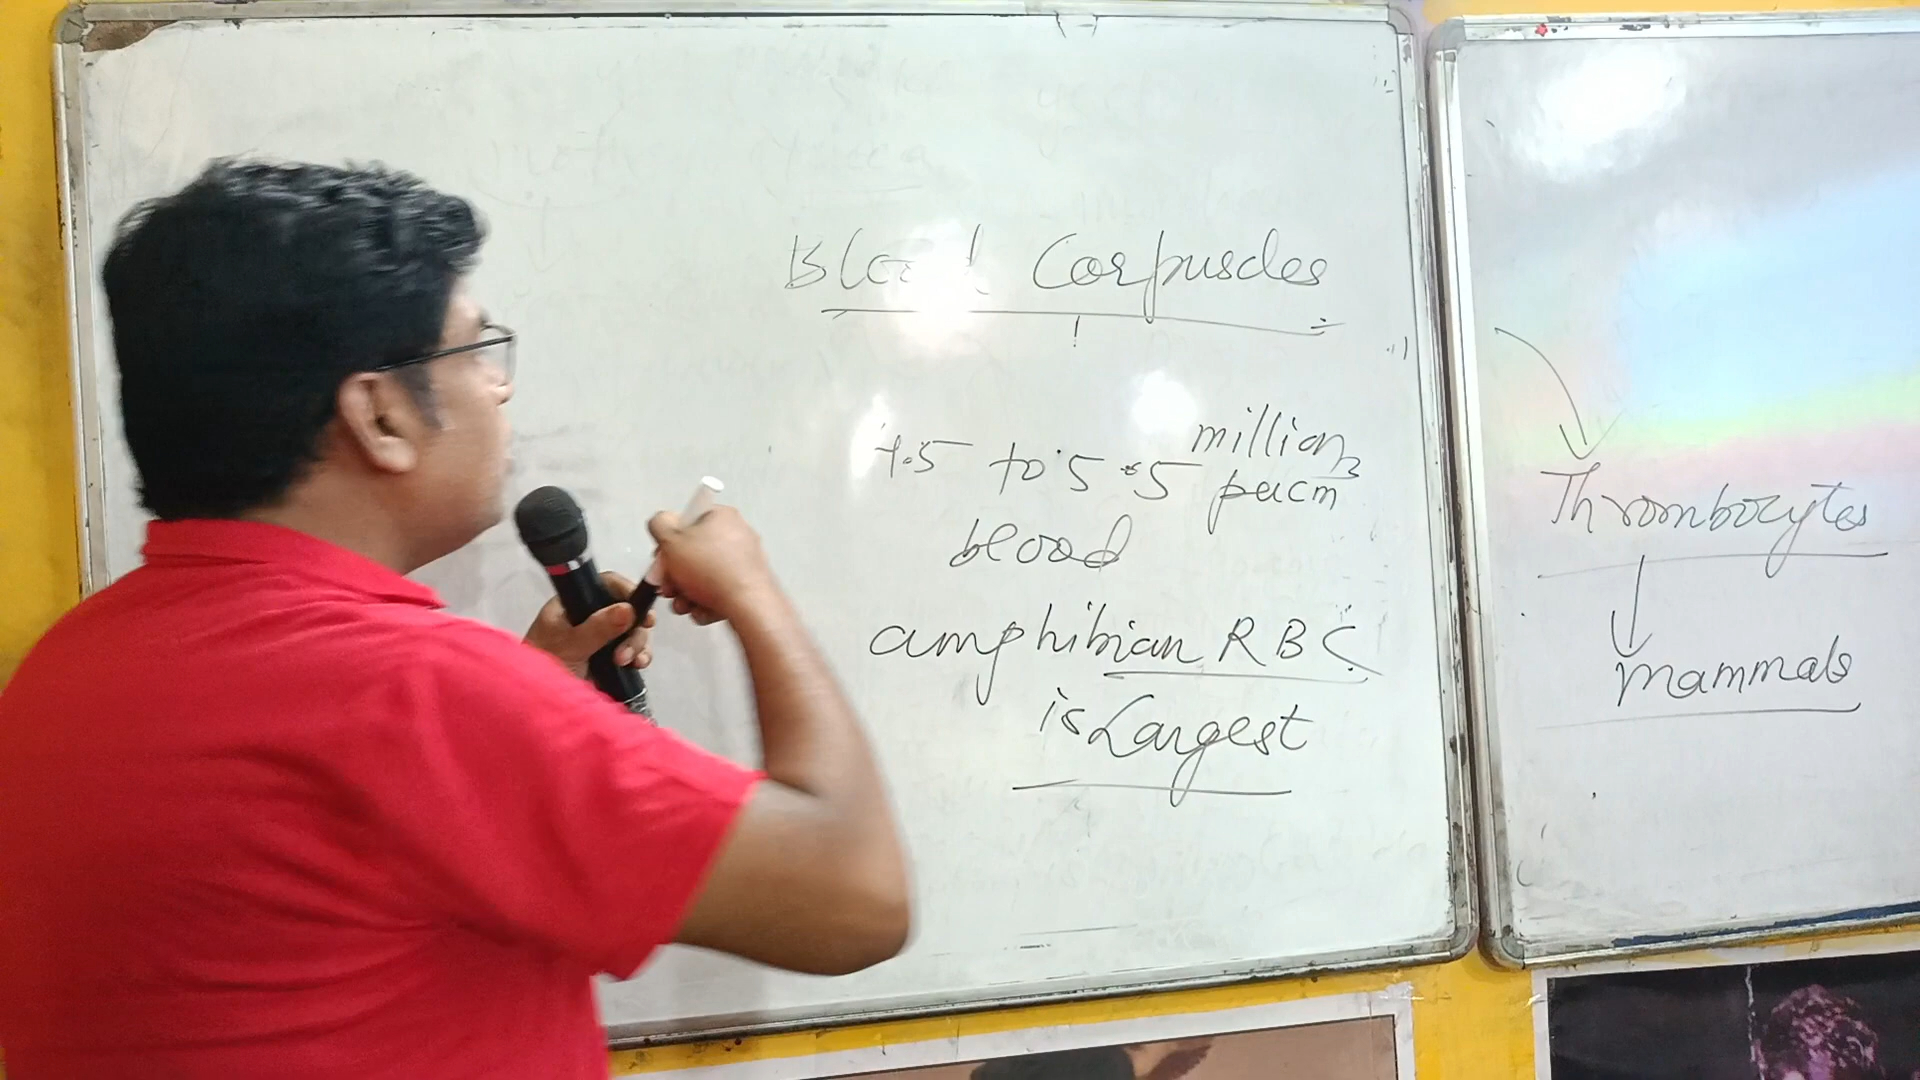 Blood Corpuscles
4.5 to 5.5 million
per cm3
blood
amphibian RBC
is Largest
Thrombocytes
mammals